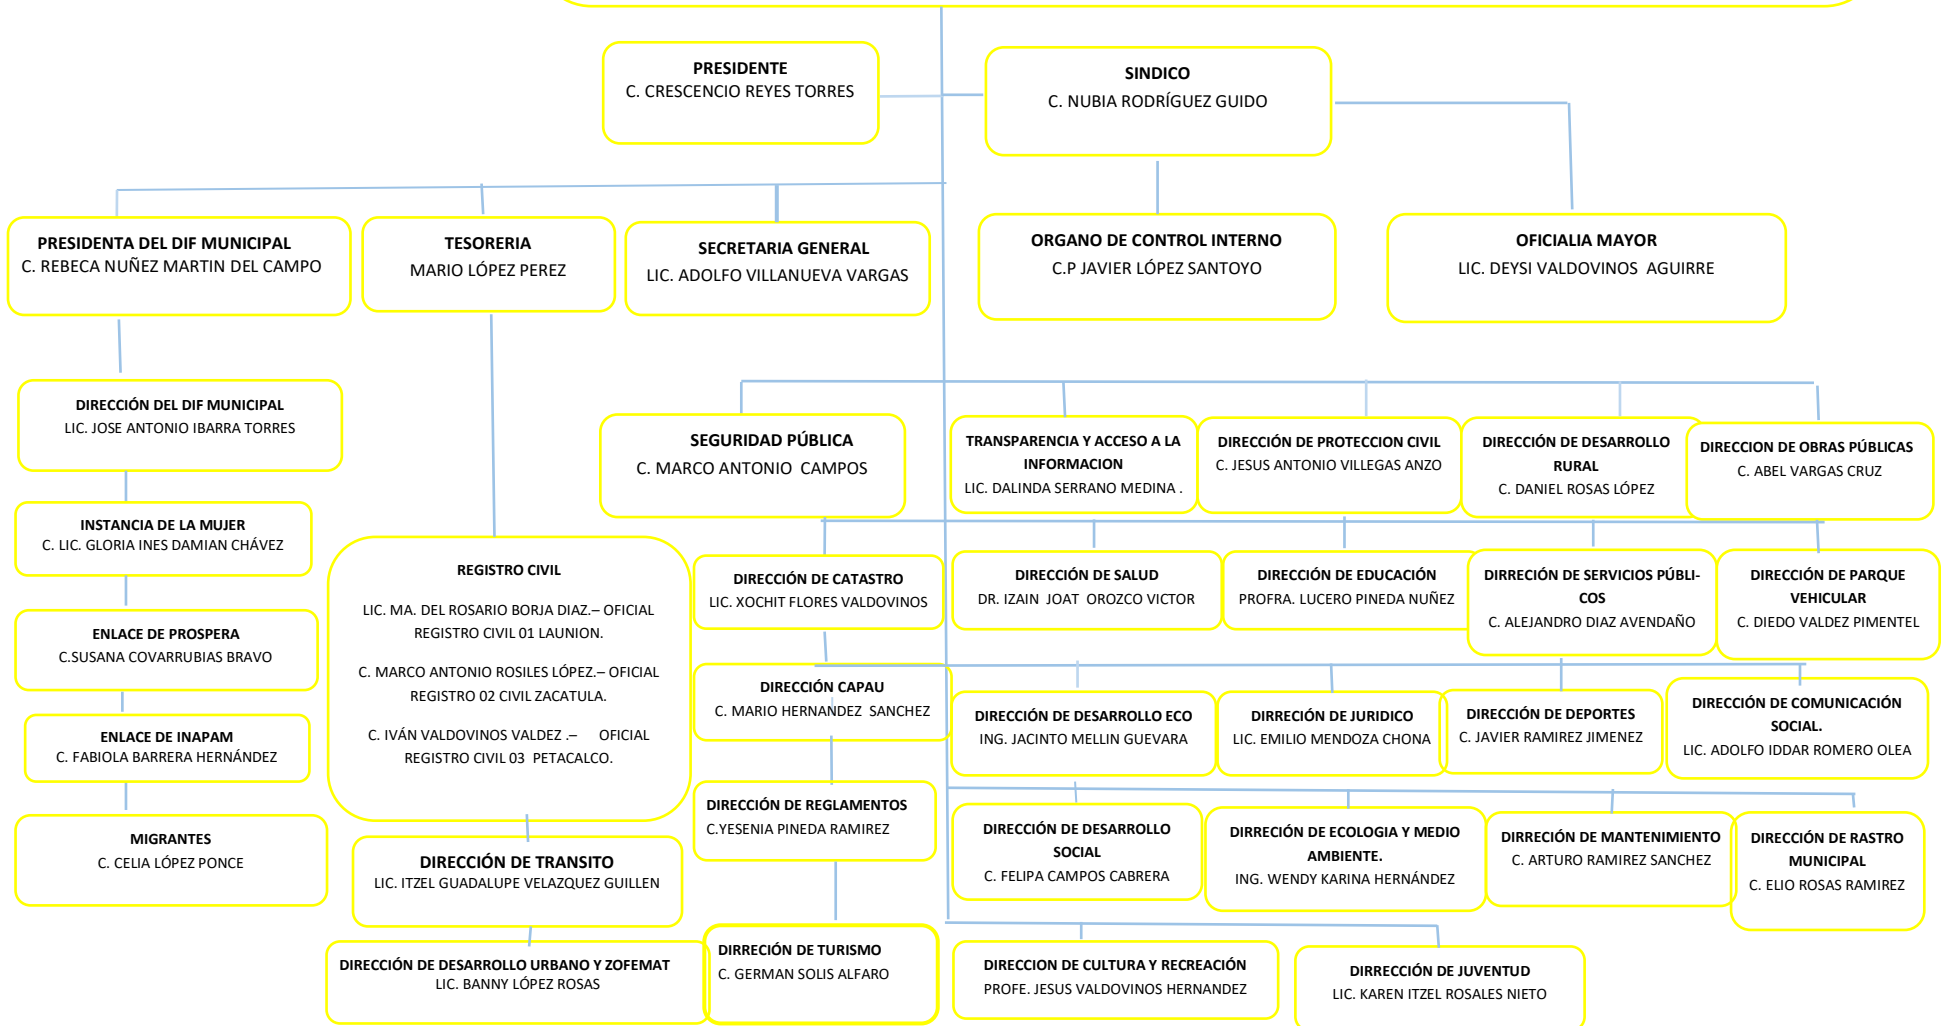 PRESIDENTE
C. CRESCENCIO REYES TORRES
SINDICO
C. NUBIA RODRÍGUEZ GUIDO
PRESIDENTA DEL DIF MUNICIPAL
C. REBECA NUÑEZ MARTIN DEL CAMPO
TESORERIA
MARIO LÓPEZ PEREZ
SECRETARIA GENERAL
LIC. ADOLFO VILLANUEVA VARGAS
ORGANO DE CONTROL INTERNO
C.P JAVIER LÓPEZ SANTOYO
OFICIALIA MAYOR
LIC. DEYSI VALDOVINOS AGUIRRE
DIRECCIÓN DEL DIF MUNICIPAL
LIC. JOSE ANTONIO IBARRA TORRES
SEGURIDAD PÚBLICA
C. MARCO ANTONIO CAMPOS
TRANSPARENCIA Y ACCESO A LA
INFORMACION
LIC. DALINDA SERRANO MEDINA .
DIRECCIÓN DE PROTECCION CIVIL
C. JESUS ANTONIO VILLEGAS ANZO
DIRECCIÓN DE DESARROLLO
RURAL
C. DANIEL ROSAS LÓPEZ
DIRECCION DE OBRAS PÚBLICAS
C. ABEL VARGAS CRUZ
INSTANCIA DE LA MUJER
C. LIC. GLORIA INES DAMIAN CHÁVEZ
REGISTRO CIVIL
LIC. MA. DEL ROSARIO BORJA DIAZ.– OFICIAL
REGISTRO CIVIL 01 LAUNION.
C. MARCO ANTONIO ROSILES LÓPEZ.– OFICIAL
REGISTRO 02 CIVIL ZACATULA.
C. IVÁN VALDOVINOS VALDEZ .– OFICIAL
REGISTRO CIVIL 03 PETACALCO.
DIRECCIÓN DE CATASTRO
LIC. XOCHIT FLORES VALDOVINOS
DIRECCIÓN DE SALUD
DR. IZAIN JOAT OROZCO VICTOR
DIRECCIÓN DE EDUCACIÓN
PROFRA. LUCERO PINEDA NUÑEZ
DIRRECIÓN DE SERVICIOS PÚBLI-
COS
C. ALEJANDRO DIAZ AVENDAÑO
DIRECCIÓN DE PARQUE
VEHICULAR
C. DIEDO VALDEZ PIMENTEL
ENLACE DE PROSPERA
C.SUSANA COVARRUBIAS BRAVO
DIRECCIÓN CAPAU
C. MARIO HERNANDEZ SANCHEZ
DIRECCIÓN DE DESARROLLO ECO
ING. JACINTO MELLIN GUEVARA
DIRRECIÓN DE JURIDICO
LIC. EMILIO MENDOZA CHONA
DIRECCIÓN DE DEPORTES
C. JAVIER RAMIREZ JIMENEZ
DIRECCIÓN DE COMUNICACIÓN
SOCIAL.
LIC. ADOLFO IDDAR ROMERO OLEA
ENLACE DE INAPAM
C. FABIOLA BARRERA HERNÁNDEZ
DIRECCIÓN DE REGLAMENTOS
C.YESENIA PINEDA RAMIREZ
DIRECCIÓN DE DESARROLLO
SOCIAL
C. FELIPA CAMPOS CABRERA
DIRRECIÓN DE ECOLOGIA Y MEDIO
AMBIENTE.
ING. WENDY KARINA HERNÁNDEZ
DIRRECIÓN DE MANTENIMIENTO
C. ARTURO RAMIREZ SANCHEZ
DIRECCIÓN DE RASTRO
MUNICIPAL
C. ELIO ROSAS RAMIREZ
MIGRANTES
C. CELIA LÓPEZ PONCE
DIRECCIÓN DE TRANSITO
LIC. ITZEL GUADALUPE VELAZQUEZ GUILLEN
DIRECCIÓN DE DESARROLLO URBANO Y ZOFEMAT
LIC. BANNY LÓPEZ ROSAS
DIRRECIÓN DE TURISMO
C. GERMAN SOLIS ALFARO
DIRECCION DE CULTURA Y RECREACIÓN
PROFE. JESUS VALDOVINOS HERNANDEZ
DIRRECCIÓN DE JUVENTUD
LIC. KAREN ITZEL ROSALES NIETO